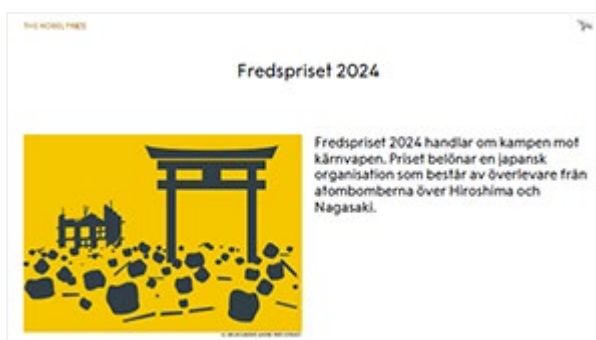 THE NOBEL PRIZE
Fredspriset 2024
Fredspriset 2024 handlar om kampen mot
kärnvapen. Priset belönar en japansk
organisation som består av överlevare från
atombomberna över Hiroshima och
Nagasaki.